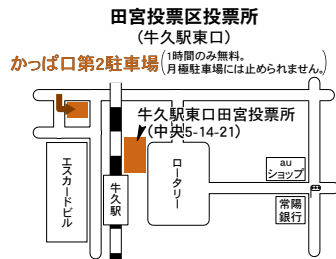 田宮投票区投票所
(牛久駅東口)
かっぱ口第2駐車場
(1時間のみ無料。
月極駐車場には止められません。)
牛久駅東口田宮投票所
(中央5-14-21)
エスカードビル
牛久駅
ロータリー
au
ショップ
常陽
銀行